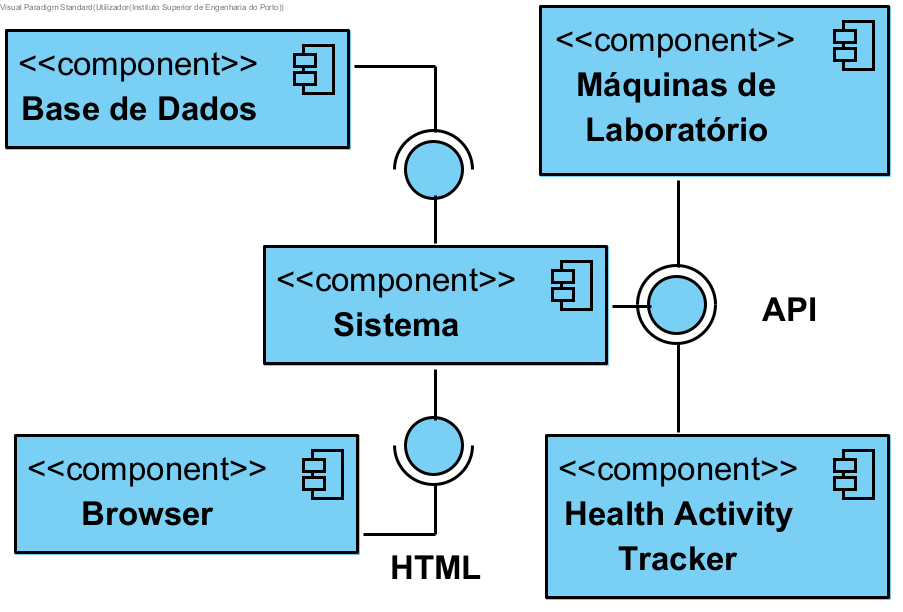 Visual Paradigm Standard(Utilizador(Instituto Superior de Engenharia do Porto))
<<component>>
Base de Dados
<<component>>
Máquinas de
Laboratório
<<component>>
Sistema
API
<<component>>
Browser
HTML
<<component>>
Health Activity
Tracker